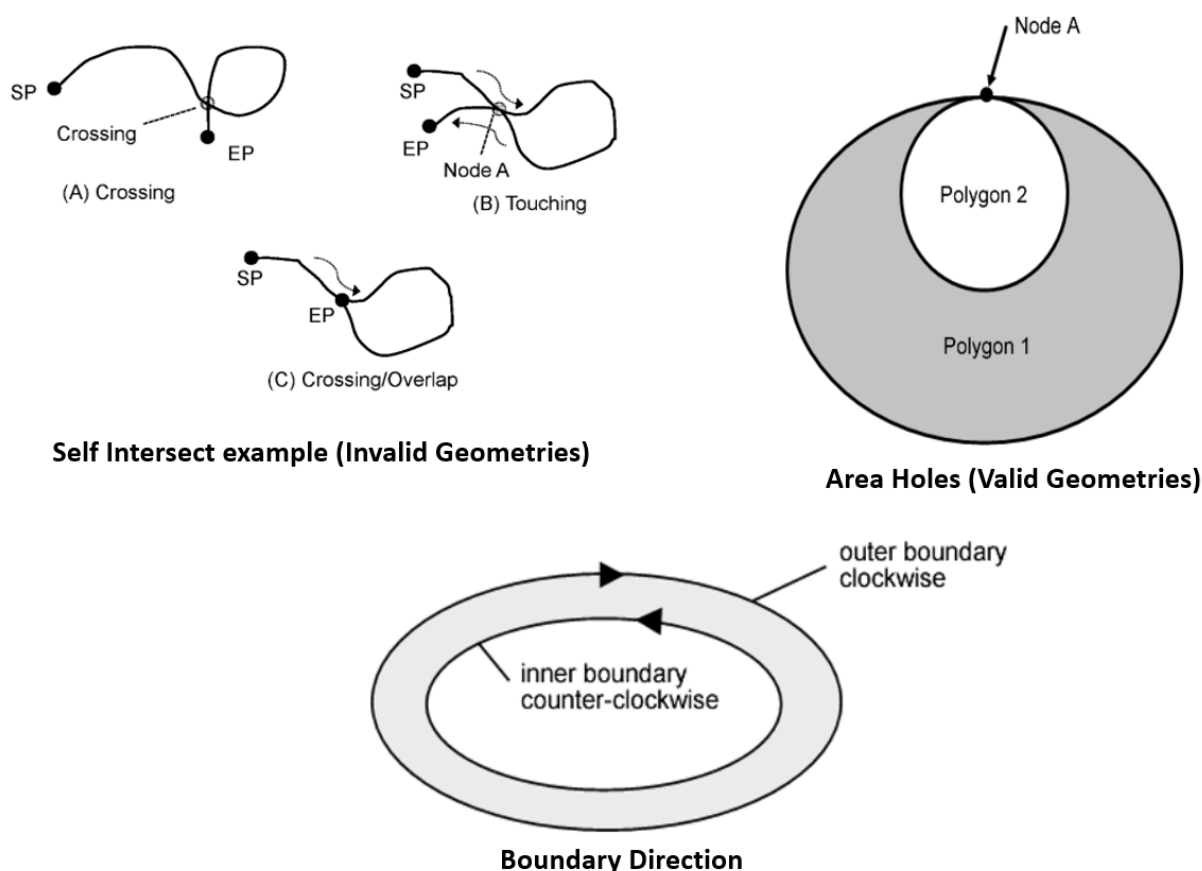 SP
Crossing
EP
(A) Crossing
SP
EP
Node A
(B) Touching
SP
EP
(C) Crossing/Overlap
Self Intersect example (Invalid Geometries)
Node A
Polygon 2
Polygon 1
Area Holes (Valid Geometries)
outer boundary
clockwise
inner boundary
counter-clockwise
Boundary Direction